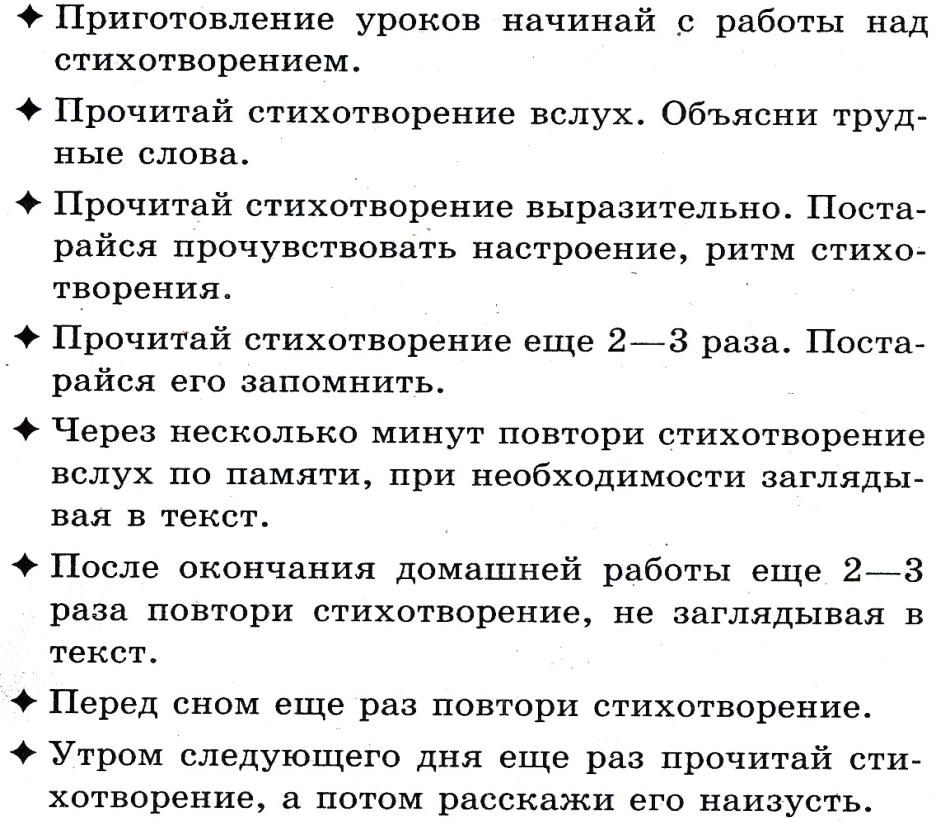 ✦ Приготовление уроков начинай с работы над
стихотворением.
✦ Прочитай стихотворение вслух. Объясни труд-
ные слова.
✦ Прочитай стихотворение выразительно. Поста-
райся прочувствовать настроение, ритм стихо-
творения.
✦ Прочитай стихотворение еще 2—3 раза. Поста-
райся его запомнить.
✦ Через несколько минут повтори стихотворение
вслух по памяти, при необходимости загляды-
вая в текст.
✦ После окончания домашней работы еще 2—3
раза повтори стихотворение, не заглядывая в
текст.
✦ Перед сном еще раз повтори стихотворение.
✦ Утром следующего дня еще раз прочитай сти-
хотворение, а потом расскажи его наизусть.